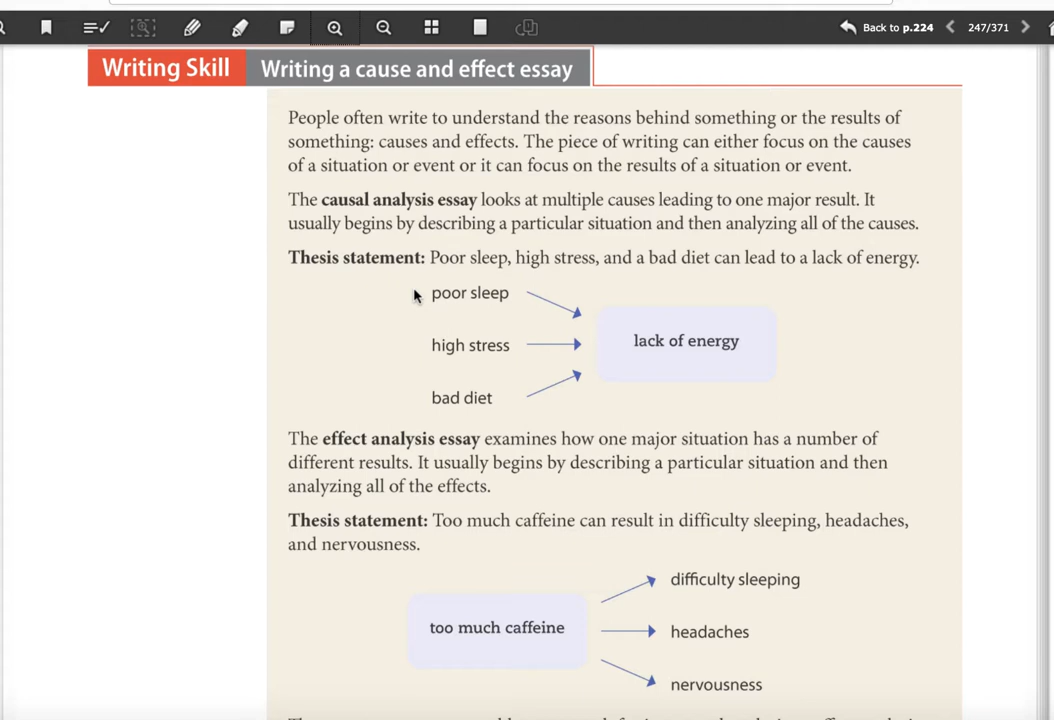 Back to p.224 247/371
Writing Skill Writing a cause and effect essay
People often write to understand the reasons behind something or the results of
something: causes and effects. The piece of writing can either focus on the causes
of a situation or event or it can focus on the results of a situation or event.
The causal analysis essay looks at multiple causes leading to one major result. It
usually begins by describing a particular situation and then analyzing all of the causes.
Thesis statement: Poor sleep, high stress, and a bad diet can lead to a lack of energy.
poor sleep
high stress
bad diet
lack of energy
The effect analysis essay examines how one major situation has a number of
different results. It usually begins by describing a particular situation and then
analyzing all of the effects.
Thesis statement: Too much caffeine can result in difficulty sleeping, headaches,
and nervousness.
too much caffeine
difficulty sleeping
headaches
nervousness